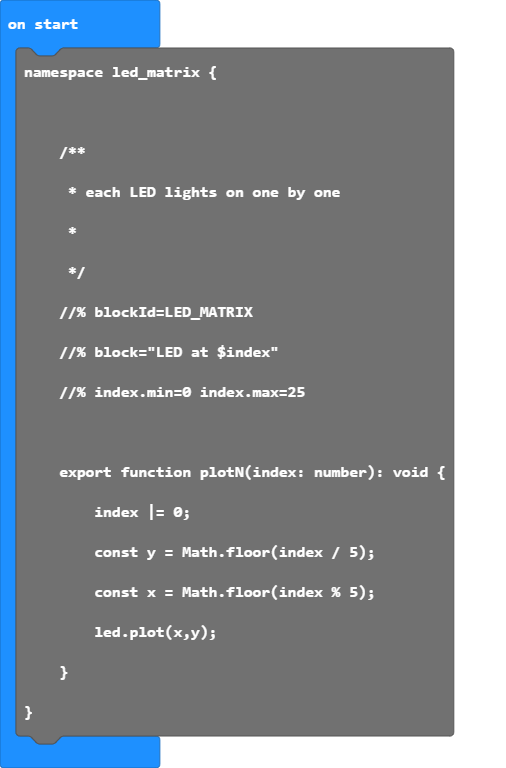 on start
namespace led_matrix {
/**
* each LED lights on one by one
*
*/
//% blockId=LED_MATRIX
//% block="LED at $index"
//% index.min=0 index.max=25
export function plotN(index: number): void {
index |= 0;
const y = Math.floor(index / 5);
const x = Math.floor(index % 5);
led.plot(x,y);
}
}